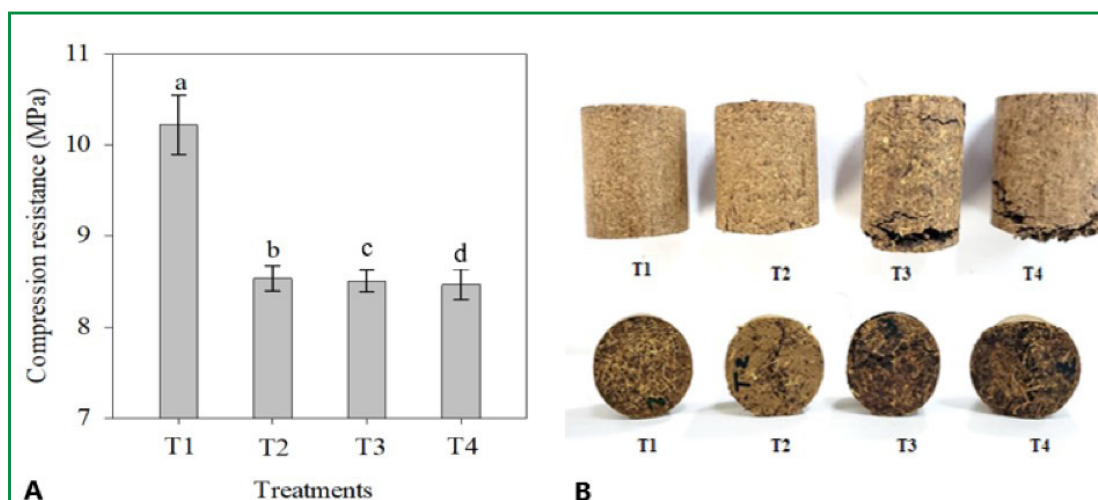 Compression resistance (MPa)
11
10
9
8
7
a
b
c
d
T1
T2
T3
T4
Treatments
A
T1
T2
T3
T4
T2
T1
T2
T3
T4
B